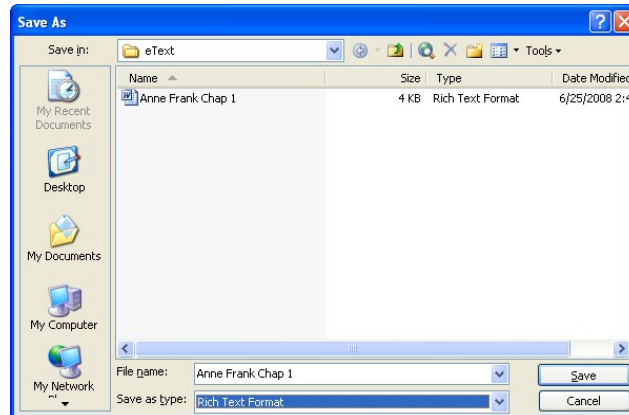 Save As
Save in:
eText
Tools
My Recent
Documents
Desktop
My Documents
My Computer
My Network
Name
Size
Type
Date Modified
Anne Frank Chap 1
4 KB
Rich Text Format
6/25/2008 2:4
File name:
Anne Frank Chap 1
Save
Save as type:
Rich Text Format
Cancel